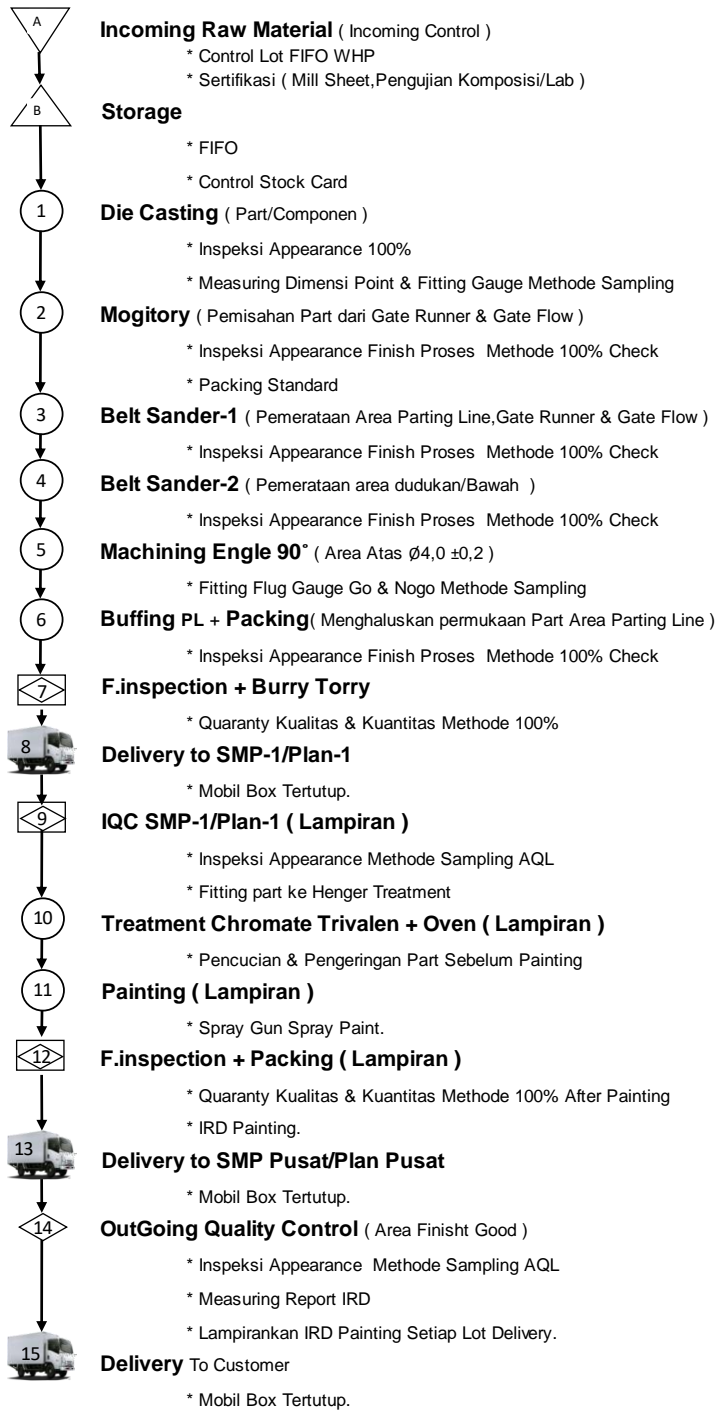 A
Incoming Raw Material ( Incoming Control )
* Control Lot FIFO WHP
* Sertifikasi ( Mill Sheet,Pengujian Komposisi/Lab )
B
Storage
* FIFO
* Control Stock Card
1
Die Casting ( Part/Componen )
* Inspeksi Appearance 100%
* Measuring Dimensi Point & Fitting Gauge Methode Sampling
2
Mogitory ( Pemisahan Part dari Gate Runner & Gate Flow )
* Inspeksi Appearance Finish Proses Methode 100% Check
* Packing Standard
3
Belt Sander-1 ( Pemerataan Area Parting Line,Gate Runner & Gate Flow )
* Inspeksi Appearance Finish Proses Methode 100% Check
4
Belt Sander-2 ( Pemerataan area dudukan/Bawah )
* Inspeksi Appearance Finish Proses Methode 100% Check
5
Machining Engle 90˚ ( Area Atas Ø4,0 ±0,2 )
* Fitting Flug Gauge Go & Nogo Methode Sampling
6
Buffing PL + Packing( Menghaluskan permukaan Part Area Parting Line )
* Inspeksi Appearance Finish Proses Methode 100% Check
7
F.inspection + Burry Torry
* Quaranty Kualitas & Kuantitas Methode 100%
8
Delivery to SMP-1/Plan-1
* Mobil Box Tertutup.
9
IQC SMP-1/Plan-1 ( Lampiran )
* Inspeksi Appearance Methode Sampling AQL
* Fitting part ke Henger Treatment
10
Treatment Chromate Trivalen + Oven ( Lampiran )
* Pencucian & Pengeringan Part Sebelum Painting
11
Painting ( Lampiran )
* Spray Gun Spray Paint.
12
F.inspection + Packing ( Lampiran )
* Quaranty Kualitas & Kuantitas Methode 100% After Painting
* IRD Painting.
13
Delivery to SMP Pusat/Plan Pusat
* Mobil Box Tertutup.
14
OutGoing Quality Control ( Area Finisht Good )
* Inspeksi Appearance Methode Sampling AQL
* Measuring Report IRD
* Lampirankan IRD Painting Setiap Lot Delivery.
15
Delivery To Customer
* Mobil Box Tertutup.